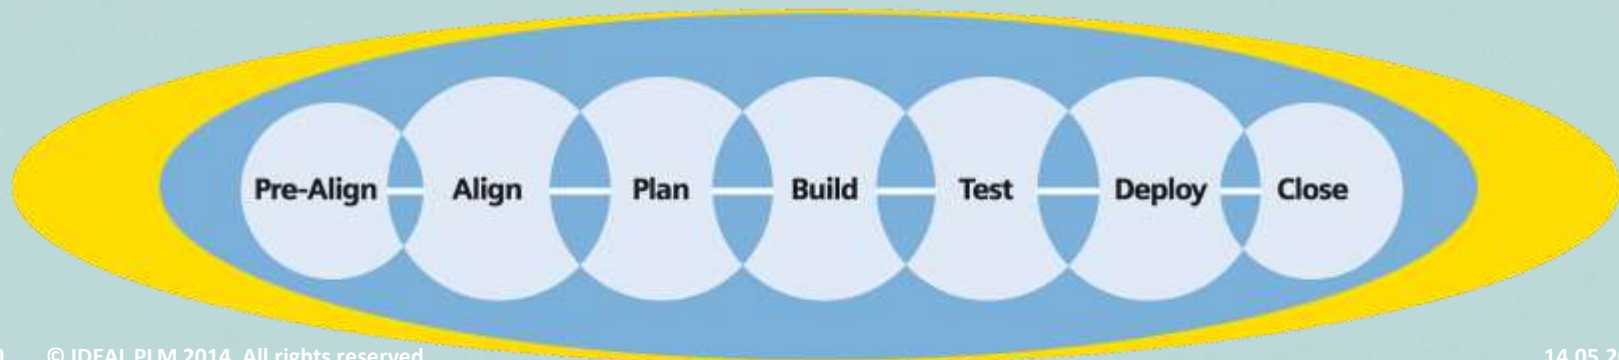 Pre-Align Align Plan Build Test Deploy Close
© IDEAL PLM 2014. All rights reserved